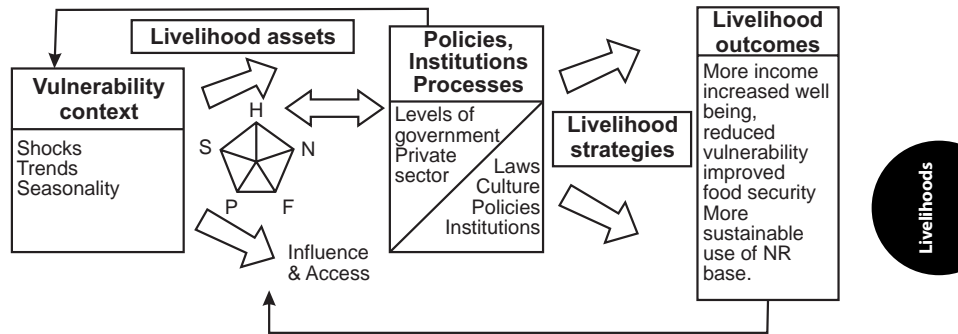 Vulnerability
context
Shocks
Trends
Seasonality
Livelihood assets
H
S
N
P
F
Influence
& Access
Policies,
Institutions
Processes
Levels of
government
Private
sector
Laws
Culture
Policies
Institutions
Livelihood
strategies
Livelihood
outcomes
More income
increased well
being,
reduced
vulnerability
improved
food security
More
sustainable
use of NR
base.
Livelihoods